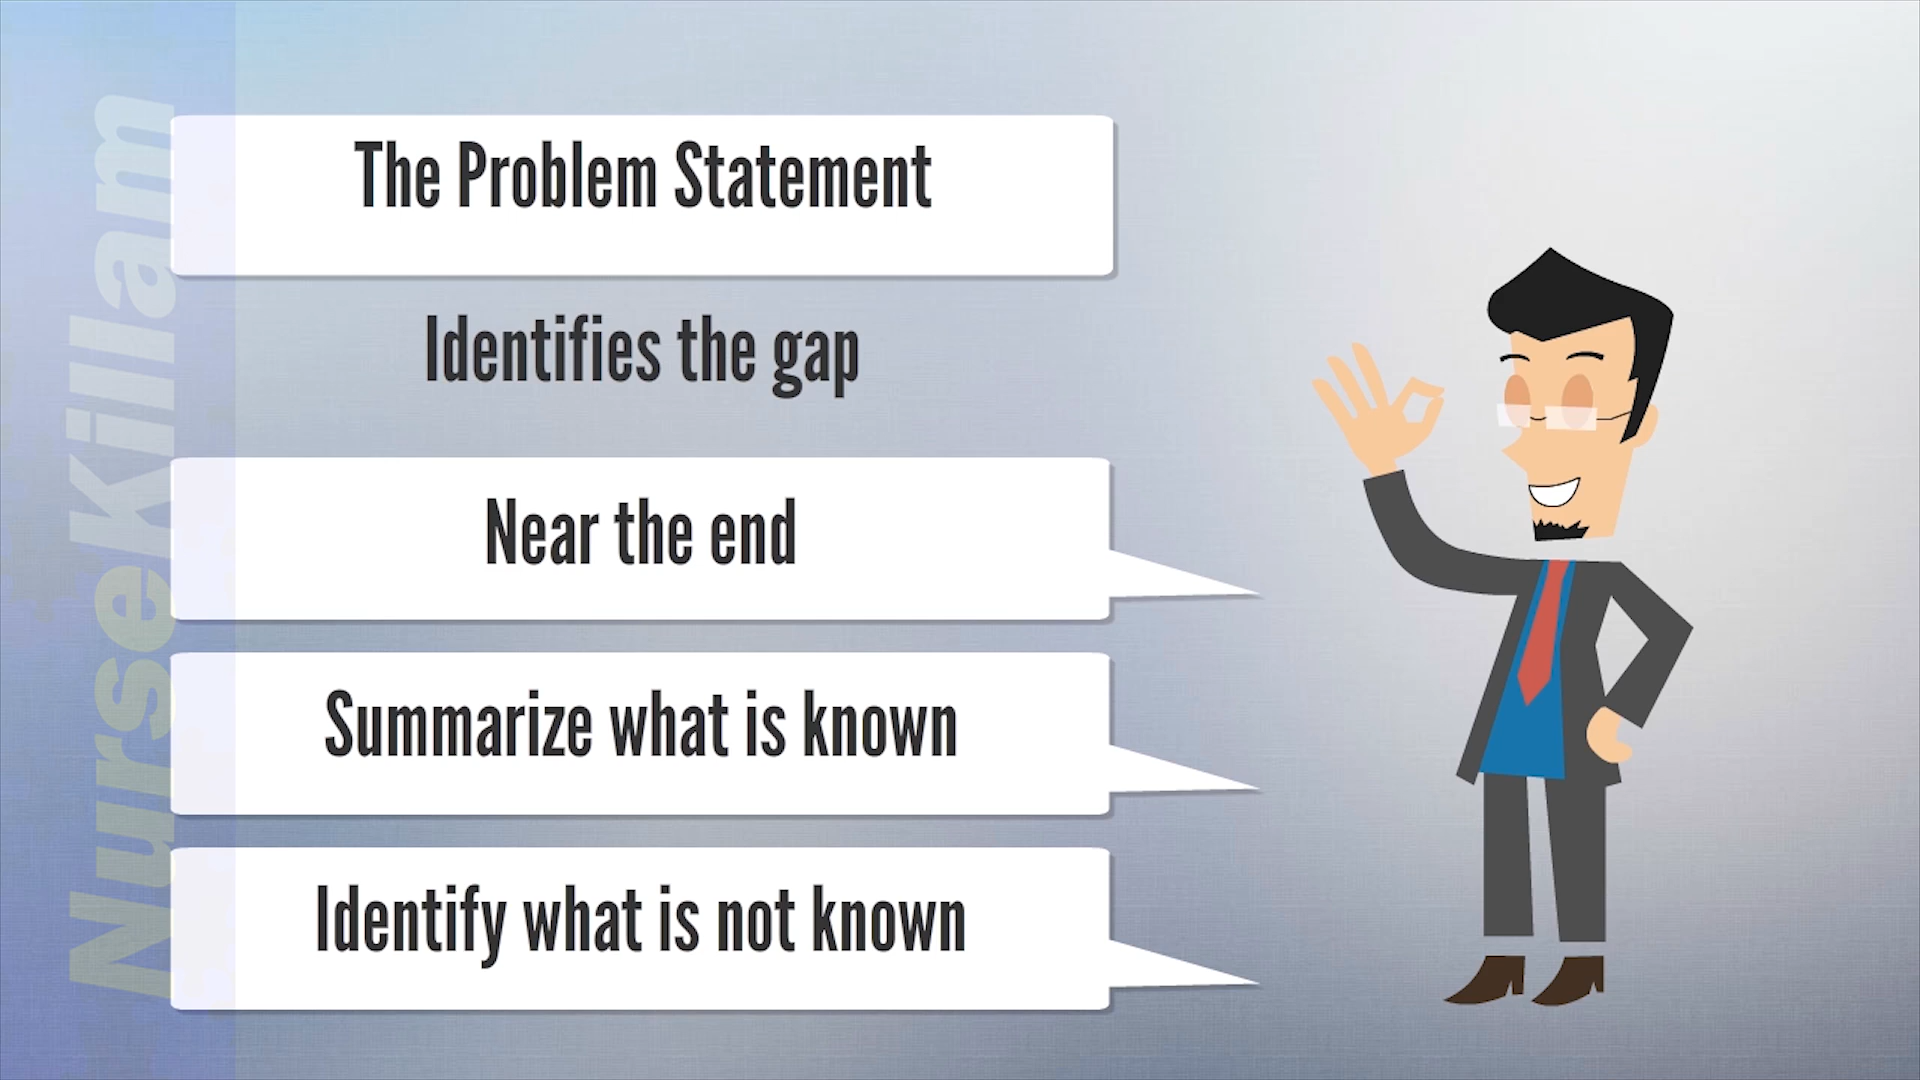 The Problem Statement
Identifies the gap
Near the end
Summarize what is known
Identify what is not known
NurseKillam